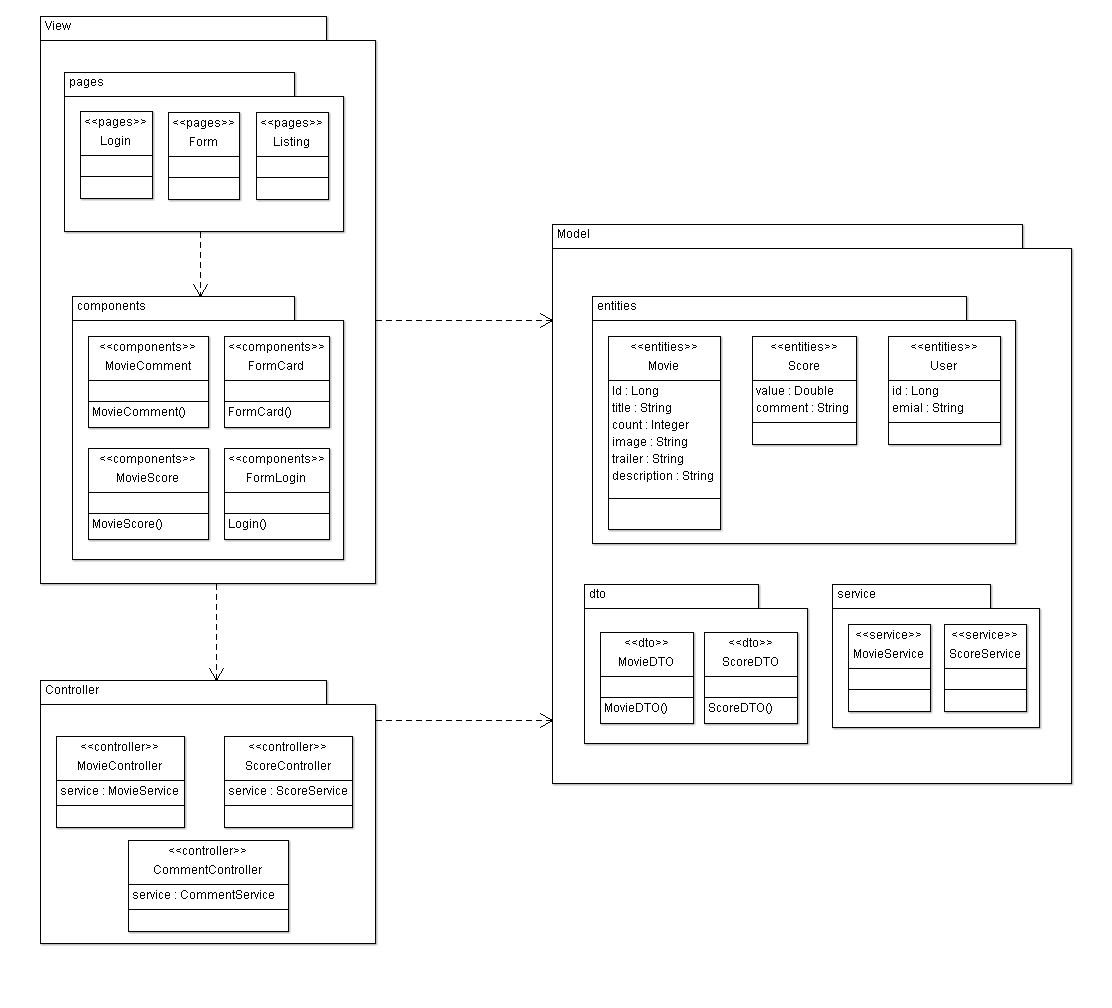 View
pages
<<pages>>
Login
<<pages>>
Form
<<pages>>
Listing
components
<<components>>
MovieComment
MovieComment()
<<components>>
FormCard
FormCard()
<<components>>
MovieScore
MovieScore()
<<components>>
FormLogin
Login()
Model
entities
<<entities>>
Movie
Id : Long
title : String
count : Integer
image : String
trailer : String
description : String
<<entities>>
Score
value : Double
comment : String
<<entities>>
User
id : Long
emial : String
dto
<<dto>>
MovieDTO
MovieDTO()
<<dto>>
ScoreDTO
ScoreDTO()
service
<<service>>
MovieService
<<service>>
ScoreService
Controller
<<controller>>
MovieController
service : MovieService
<<controller>>
ScoreController
service : ScoreService
<<controller>>
CommentController
service : CommentService